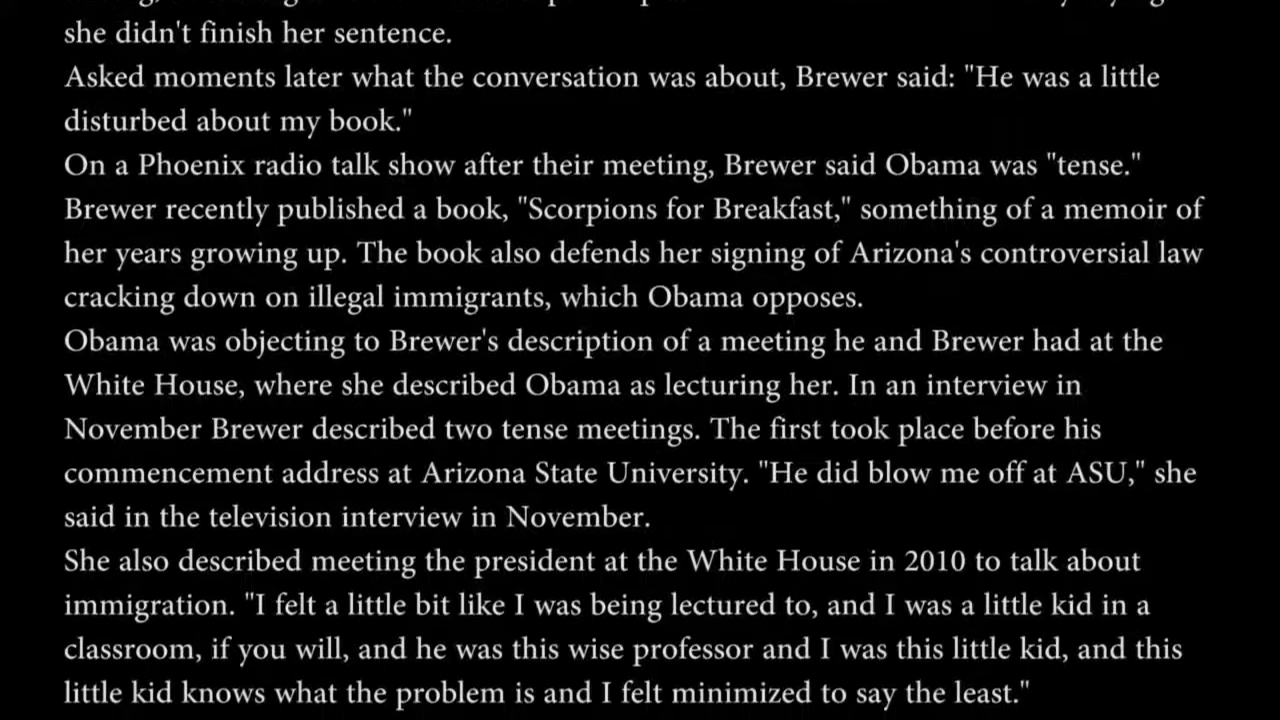 she didn't finish her sentence.
Asked moments later what the conversation was about, Brewer said: "He was a little
disturbed about my book."
On a Phoenix radio talk show after their meeting, Brewer said Obama was "tense."
Brewer recently published a book, "Scorpions for Breakfast," something of a memoir of
her years growing up. The book also defends her signing of Arizona's controversial law
cracking down on illegal immigrants, which Obama opposes.
Obama was objecting to Brewer's description of a meeting he and Brewer had at the
White House, where she described Obama as lecturing her. In an interview in
November Brewer described two tense meetings. The first took place before his
commencement address at Arizona State University. "He did blow me off at ASU," she
said in the television interview in November.
She also described meeting the president at the White House in 2010 to talk about
immigration. "I felt a little bit like I was being lectured to, and I was a little kid in a
classroom, if you will, and he was this wise professor and I was this little kid, and this
little kid knows what the problem is and I felt minimized to say the least."